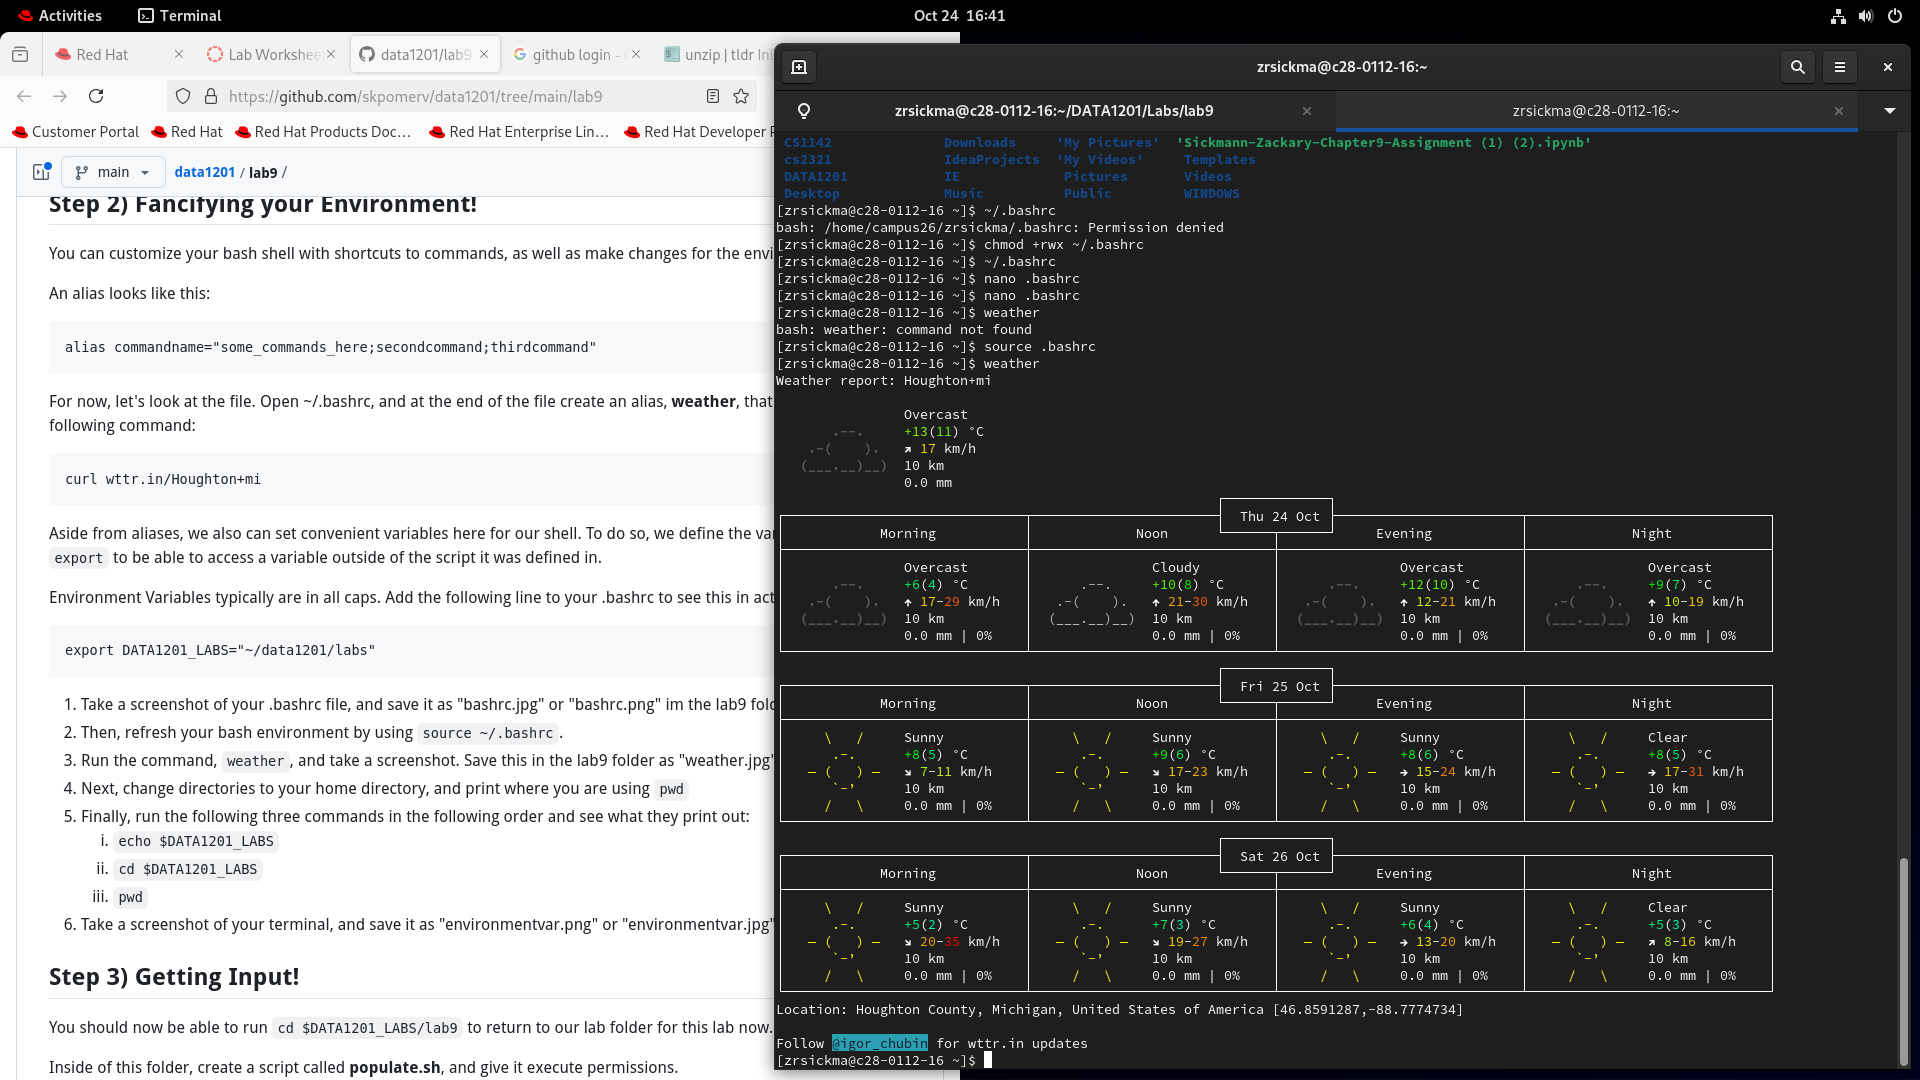 Activities Terminal Oct 24 16:41
Red Hat Lab Workshee data1201/lab9 github login - unzip | tldr In
https://github.com/skpomerv/data1201/tree/main/lab9
Customer Portal Red Hat Red Hat Products Doc... Red Hat Enterprise Lin... Red Hat Developer P
main data1201 / lab9 /
Step 2) Fancifying your Environment!
You can customize your bash shell with shortcuts to commands, as well as make changes for the envi
An alias looks like this:
alias commandname="some_commands_here;secondcommand;thirdcommand"
For now, let's look at the file. Open ~/.bashrc, and at the end of the file create an alias, weather, that
following command:
curl wttr.in/Houghton+mi
Aside from aliases, we also can set convenient variables here for our shell. To do so, we define the va
export to be able to access a variable outside of the script it was defined in.
Environment Variables typically are in all caps. Add the following line to your .bashrc to see this in act
export DATA1201_LABS="~/data1201/labs"
1. Take a screenshot of your .bashrc file, and save it as "bashrc.jpg" or "bashrc.png" im the lab9 fold
2. Then, refresh your bash environment by using source ~/.bashrc.
3. Run the command, weather, and take a screenshot. Save this in the lab9 folder as "weather.jpg"
4. Next, change directories to your home directory, and print where you are using pwd
5. Finally, run the following three commands in the following order and see what they print out:
i. echo $DATA1201_LABS
ii. cd $DATA1201_LABS
iii. pwd
6. Take a screenshot of your terminal, and save it as "environmentvar.png" or "environmentvar.jpg"
Step 3) Getting Input!
You should now be able to run cd $DATA1201_LABS/lab9 to return to our lab folder for this lab now.
Inside of this folder, create a script called populate.sh, and give it execute permissions.
zrsickma@c28-0112-16:~
zrsickma@c28-0112-16:~/DATA1201/Labs/lab9 zrsickma@c28-0112-16:~
CS1142 Downloads 'My Pictures' 'Sickmann-Zackary-Chapter9-Assignment (1) (2).ipynb'
cs2321 IdeaProjects 'My Videos' Templates
DATA1201 IE Pictures Videos
Desktop Music Public WINDOWS
[zrsickma@c28-0112-16 ~]$ ~/.bashrc
bash: /home/campus26/zrsickma/.bashrc: Permission denied
[zrsickma@c28-0112-16 ~]$ chmod +rwx ~/.bashrc
[zrsickma@c28-0112-16 ~]$ ~/.bashrc
[zrsickma@c28-0112-16 ~]$ nano .bashrc
[zrsickma@c28-0112-16 ~]$ nano .bashrc
[zrsickma@c28-0112-16 ~]$ weather
bash: weather: command not found
[zrsickma@c28-0112-16 ~]$ source .bashrc
[zrsickma@c28-0112-16 ~]$ weather
Weather report: Houghton+mi
Overcast
+13(11) °C
↗ 17 km/h
10 km
0.0 mm
Thu 24 Oct
Morning Noon Evening Night
Overcast Cloudy Overcast Overcast
+6(4) °C +10(8) °C +12(10) °C +9(7) °C
↑ 17-29 km/h ↑ 21-30 km/h ↑ 12-21 km/h ↑ 10-19 km/h
10 km 10 km 10 km 10 km
0.0 mm | 0% 0.0 mm | 0% 0.0 mm | 0% 0.0 mm | 0%
Fri 25 Oct
Morning Noon Evening Night
Sunny Sunny Sunny Clear
+8(5) °C +9(6) °C +8(6) °C +8(5) °C
↘ 7-11 km/h ↘ 17-23 km/h → 15-24 km/h → 17-31 km/h
10 km 10 km 10 km 10 km
0.0 mm | 0% 0.0 mm | 0% 0.0 mm | 0% 0.0 mm | 0%
Sat 26 Oct
Morning Noon Evening Night
Sunny Sunny Sunny Clear
+5(2) °C +7(3) °C +6(4) °C +5(3) °C
↘ 20-35 km/h ↘ 19-27 km/h → 13-20 km/h ↗ 8-16 km/h
10 km 10 km 10 km 10 km
0.0 mm | 0% 0.0 mm | 0% 0.0 mm | 0% 0.0 mm | 0%
Location: Houghton County, Michigan, United States of America [46.8591287,-88.7774734]
Follow @igor_chubin for wttr.in updates
[zrsickma@c28-0112-16 ~]$